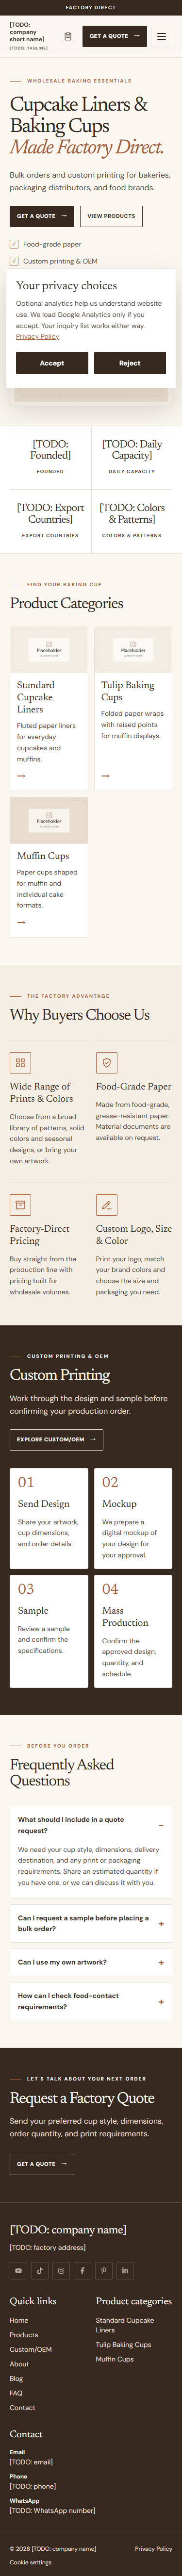 FACTORY DIRECT
[TODO:
company
short name]
[TODO: TAGLINE]
GET A QUOTE →
WHOLESALE BAKING ESSENTIALS
Cupcake Liners &
Baking Cups
Made Factory Direct.
Bulk orders and custom printing for bakeries,
packaging distributors, and food brands.
GET A QUOTE →
VIEW PRODUCTS
Food-grade paper
Custom printing & OEM
Your privacy choices
Optional analytics help us understand website
use. We load Google Analytics only if you
accept. Your inquiry list works either way.
Privacy Policy
Accept
Reject
[TODO:
Founded]
FOUNDED
[TODO: Daily
Capacity]
DAILY CAPACITY
[TODO: Export
Countries]
EXPORT COUNTRIES
[TODO: Colors
& Patterns]
COLORS & PATTERNS
FIND YOUR BAKING CUP
Product Categories
Placeholder
Standard
Cupcake
Liners
Fluted paper liners
for everyday
cupcakes and
muffins.
→
Placeholder
Tulip Baking
Cups
Folded paper wraps
with raised points
for muffin displays.
→
Placeholder
Muffin Cups
Paper cups shaped
for muffin and
individual cake
formats.
→
THE FACTORY ADVANTAGE
Why Buyers Choose Us
Wide Range of
Prints & Colors
Choose from a broad
library of patterns, solid
colors and seasonal
designs, or bring your
own artwork.
Food-Grade Paper
Made from food-grade,
grease-resistant paper.
Material documents are
available on request.
Factory-Direct
Pricing
Buy straight from the
production line with
pricing built for
wholesale volumes.
Custom Logo, Size
& Color
Print your logo, match
your brand colors and
choose the size and
packaging you need.
CUSTOM PRINTING & OEM
Custom Printing
Work through the design and sample before
confirming your production order.
EXPLORE CUSTOM/OEM →
01
Send Design
Share your artwork,
cup dimensions,
and order details.
02
Mockup
We prepare a
digital mockup of
your design for
your approval.
03
Sample
Review a sample
and confirm the
specifications.
04
Mass
Production
Confirm the
approved design,
quantity, and
schedule.
BEFORE YOU ORDER
Frequently Asked
Questions
What should I include in a quote
request? −
We need your cup style, dimensions, delivery
destination, and any print or packaging
requirements. Share an estimated quantity if
you have one, or we can discuss it with you.
Can I request a sample before placing a
bulk order? +
Can I use my own artwork? +
How can I check food-contact
requirements? +
LET'S TALK ABOUT YOUR NEXT ORDER
Request a Factory Quote
Send your preferred cup style, dimensions,
order quantity, and print requirements.
GET A QUOTE →
[TODO: company name]
[TODO: factory address]
Quick links
Home
Products
Custom/OEM
About
Blog
FAQ
Contact
Product categories
Standard Cupcake
Liners
Tulip Baking Cups
Muffin Cups
Contact
Email
[TODO: email]
Phone
[TODO: phone]
WhatsApp
[TODO: WhatsApp number]
© 2026 [TODO: company name]
Privacy Policy
Cookie settings